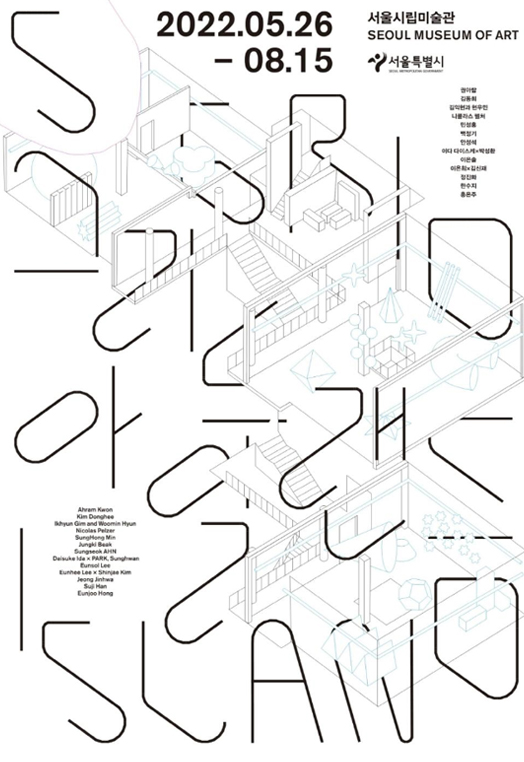 2022.05.26
– 08.15
서울시립미술관
SEOUL MUSEUM OF ART
서울특별시
SEOUL METROPOLITAN GOVERNMENT
권아람
김동희
김익현과 현우민
니콜라스 펠처
민성홍
백정기
안성석
이다 다이스케×박성환
이은솔
이은희×김신재
정진화
한수지
홍은주
Ahram Kwon
Kim Donghee
Ikhyun Gim and Woomin Hyun
Nicolas Pelzer
SungHong Min
Jungki Beak
Sungseok AHN
Daisuke Ida × PARK, Sunghwan
Eunsol Lee
Eunhee Lee × Shinjae Kim
Jeong Jinhwa
Suji Han
Eunjoo Hong
ISLAND